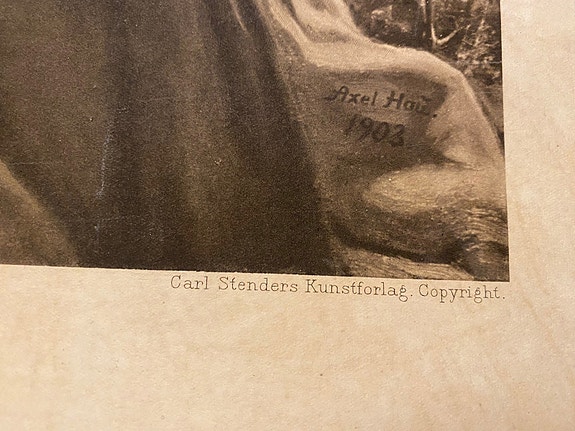 Axel Hou.
1903
Carl Stenders Kunstforlag. Copyright.